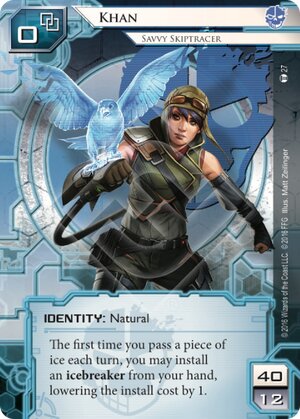 0
Khan
Savvy Skiptracer
27
© 2016 Wizards of the Coast LLC. © 2016 FFG Illus. Matt Zeilinger
IDENTITY: Natural
The first time you pass a piece of
ice each turn, you may install
an icebreaker from your hand,
lowering the install cost by 1.
40
12